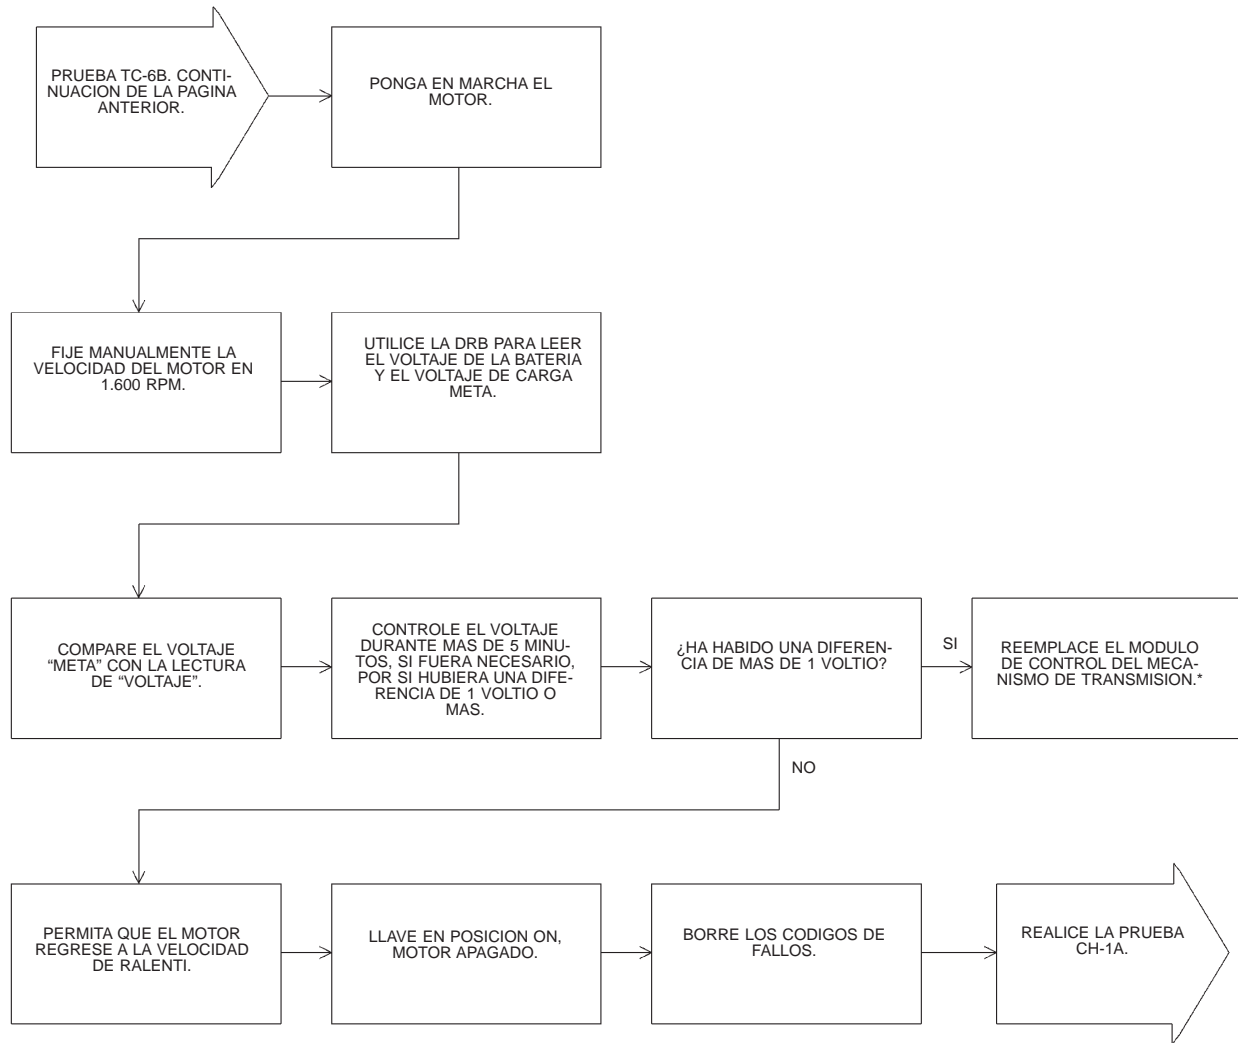 PRUEBA TC-6B. CONTI-
NUACION DE LA PAGINA
ANTERIOR.
PONGA EN MARCHA EL
MOTOR.
FIJE MANUALMENTE LA
VELOCIDAD DEL MOTOR EN
1.600 RPM.
UTILICE LA DRB PARA LEER
EL VOLTAJE DE LA BATERIA
Y EL VOLTAJE DE CARGA
META.
COMPARE EL VOLTAJE
“META” CON LA LECTURA
DE “VOLTAJE”.
CONTROLE EL VOLTAJE
DURANTE MAS DE 5 MINU-
TOS, SI FUERA NECESARIO,
POR SI HUBIERA UNA DIFE-
RENCIA DE 1 VOLTIO O
MAS.
¿HA HABIDO UNA DIFEREN-
CIA DE MAS DE 1 VOLTIO?
SI
REEMPLACE EL MODULO
DE CONTROL DEL MECA-
NISMO DE TRANSMISION.*
NO
PERMITA QUE EL MOTOR
REGRESE A LA VELOCIDAD
DE RALENTI.
LLAVE EN POSICION ON,
MOTOR APAGADO.
BORRE LOS CODIGOS DE
FALLOS.
REALICE LA PRUEBA
CH-1A.